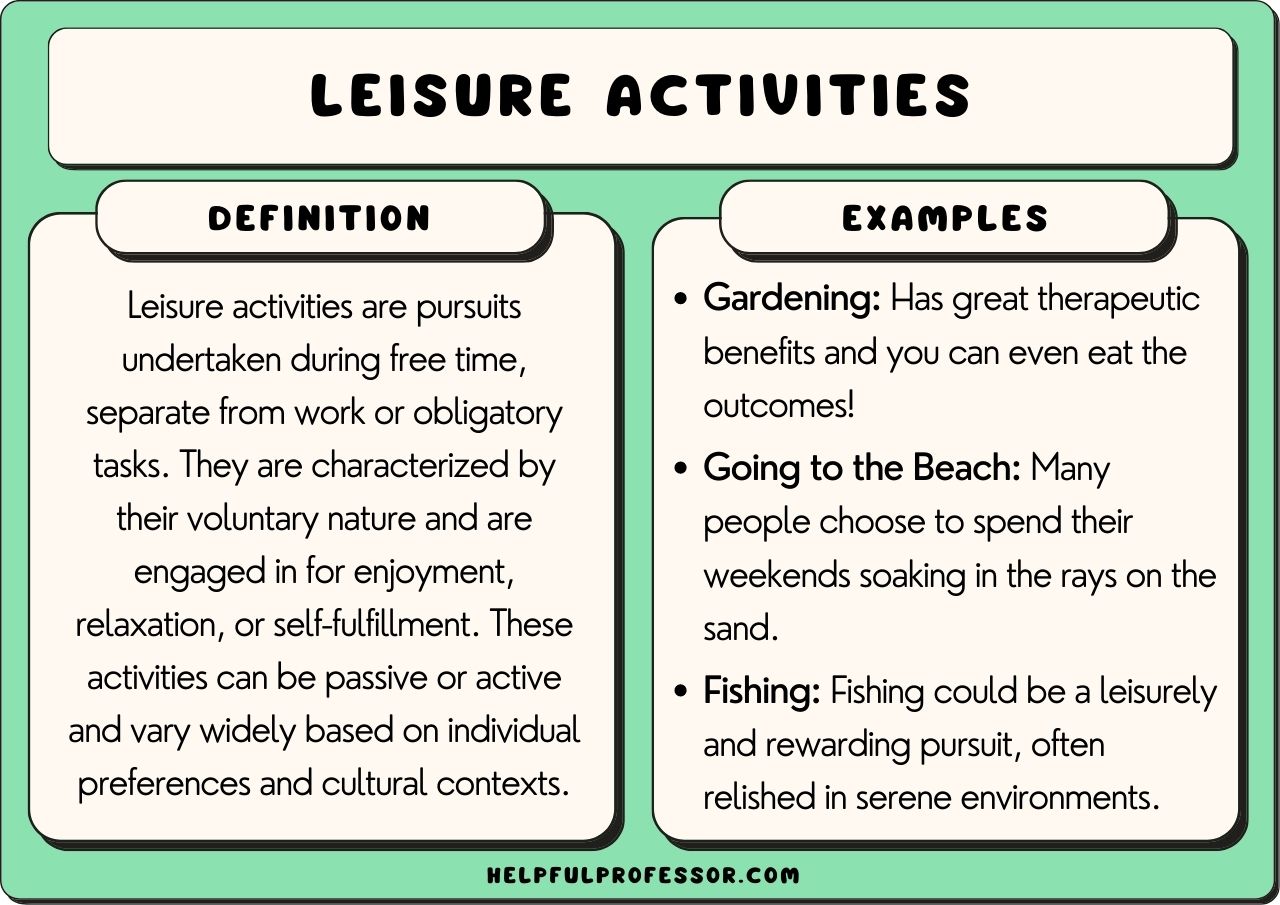 LEISURE ACTIVITIES
DEFINITION
Leisure activities are pursuits
undertaken during free time,
separate from work or obligatory
tasks. They are characterized by
their voluntary nature and are
engaged in for enjoyment,
relaxation, or self-fulfillment. These
activities can be passive or active
and vary widely based on individual
preferences and cultural contexts.
EXAMPLES
• Gardening: Has great therapeutic
benefits and you can even eat the
outcomes!
• Going to the Beach: Many
people choose to spend their
weekends soaking in the rays on the
sand.
• Fishing: Fishing could be a leisurely
and rewarding pursuit, often
relished in serene environments.
HELPFULPROFESSOR.COM